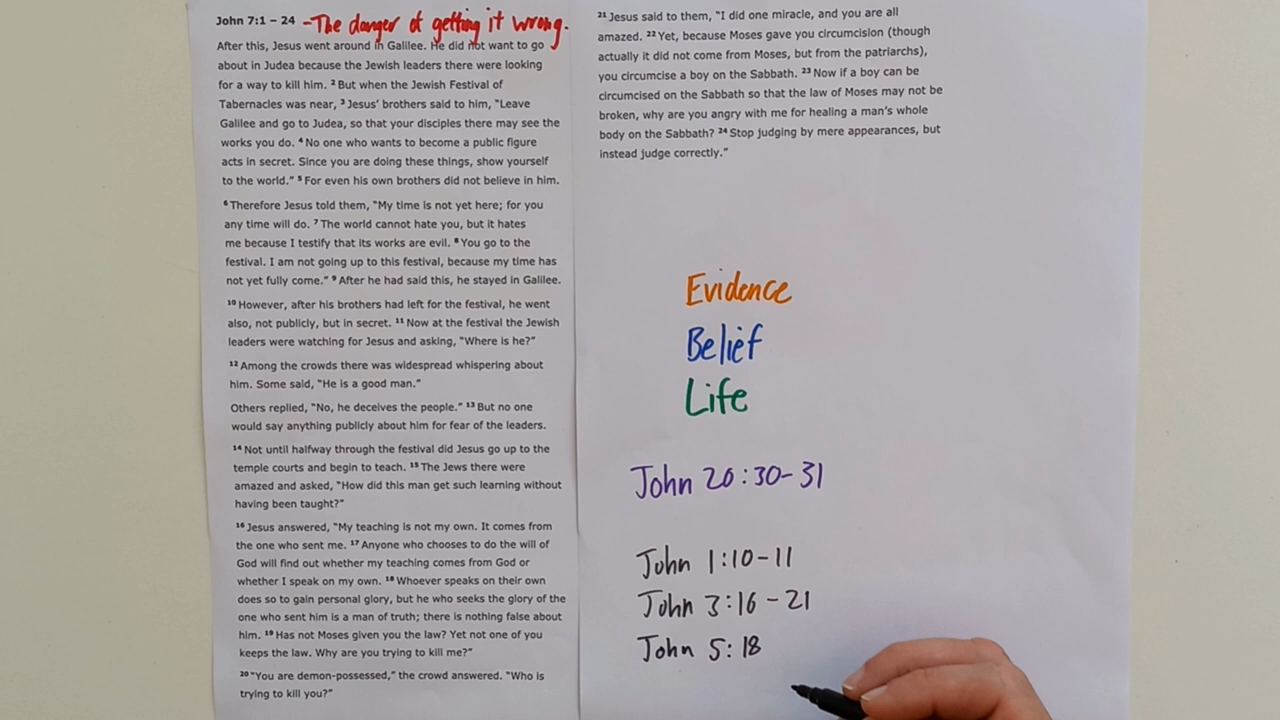 John 7:1 – 24 -The danger of getting it wrong.
After this, Jesus went around in Galilee. He did not want to go
about in Judea because the Jewish leaders there were looking
for a way to kill him. ² But when the Jewish Festival of
Tabernacles was near, ³ Jesus’ brothers said to him, “Leave
Galilee and go to Judea, so that your disciples there may see the
works you do. ⁴ No one who wants to become a public figure
acts in secret. Since you are doing these things, show yourself
to the world.” ⁵ For even his own brothers did not believe in him.
⁶ Therefore Jesus told them, “My time is not yet here; for you
any time will do. ⁷ The world cannot hate you, but it hates
me because I testify that its works are evil. ⁸ You go to the
festival. I am not going up to this festival, because my time has
not yet fully come.” ⁹ After he had said this, he stayed in Galilee.
¹⁰ However, after his brothers had left for the festival, he went
also, not publicly, but in secret. ¹¹ Now at the festival the Jewish
leaders were watching for Jesus and asking, “Where is he?”
¹² Among the crowds there was widespread whispering about
him. Some said, “He is a good man.”
Others replied, “No, he deceives the people.” ¹³ But no one
would say anything publicly about him for fear of the leaders.
¹⁴ Not until halfway through the festival did Jesus go up to the
temple courts and begin to teach. ¹⁵ The Jews there were
amazed and asked, “How did this man get such learning without
having been taught?”
¹⁶ Jesus answered, “My teaching is not my own. It comes from
the one who sent me. ¹⁷ Anyone who chooses to do the will of
God will find out whether my teaching comes from God or
whether I speak on my own. ¹⁸ Whoever speaks on their own
does so to gain personal glory, but he who seeks the glory of the
one who sent him is a man of truth; there is nothing false about
him. ¹⁹ Has not Moses given you the law? Yet not one of you
keeps the law. Why are you trying to kill me?”
²⁰ “You are demon-possessed,” the crowd answered. “Who is
trying to kill you?”
²¹ Jesus said to them, “I did one miracle, and you are all
amazed. ²² Yet, because Moses gave you circumcision (though
actually it did not come from Moses, but from the patriarchs),
you circumcise a boy on the Sabbath. ²³ Now if a boy can be
circumcised on the Sabbath so that the law of Moses may not be
broken, why are you angry with me for healing a man’s whole
body on the Sabbath? ²⁴ Stop judging by mere appearances, but
instead judge correctly.”
Evidence
Belief
Life
John 20:30-31
John 1:10-11
John 3:16-21
John 5:18